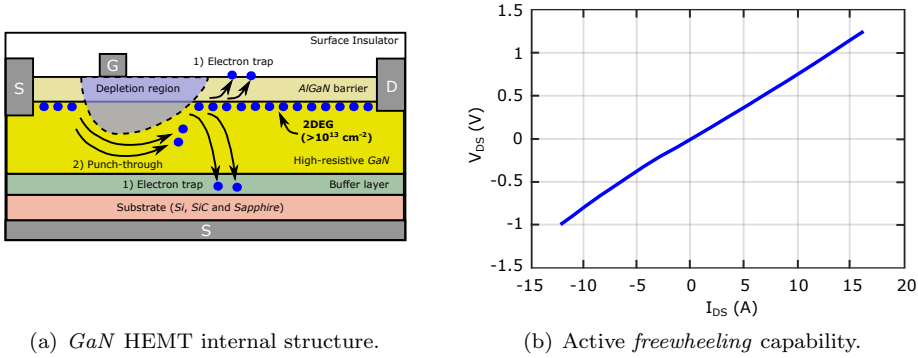 Surface Insulator
1) Electron trap
G
S
Depletion region
AlGaN barrier
D
2DEG
(>10¹³ cm⁻²)
2) Punch-through
High-resistive GaN
1) Electron trap
Buffer layer
Substrate (Si, SiC and Sapphire)
S
(a) GaN HEMT internal structure.
1.5
1
0.5
0
-0.5
-1
-1.5
V_DS (V)
-15 -10 -5 0 5 10 15 20
I_DS (A)
(b) Active freewheeling capability.